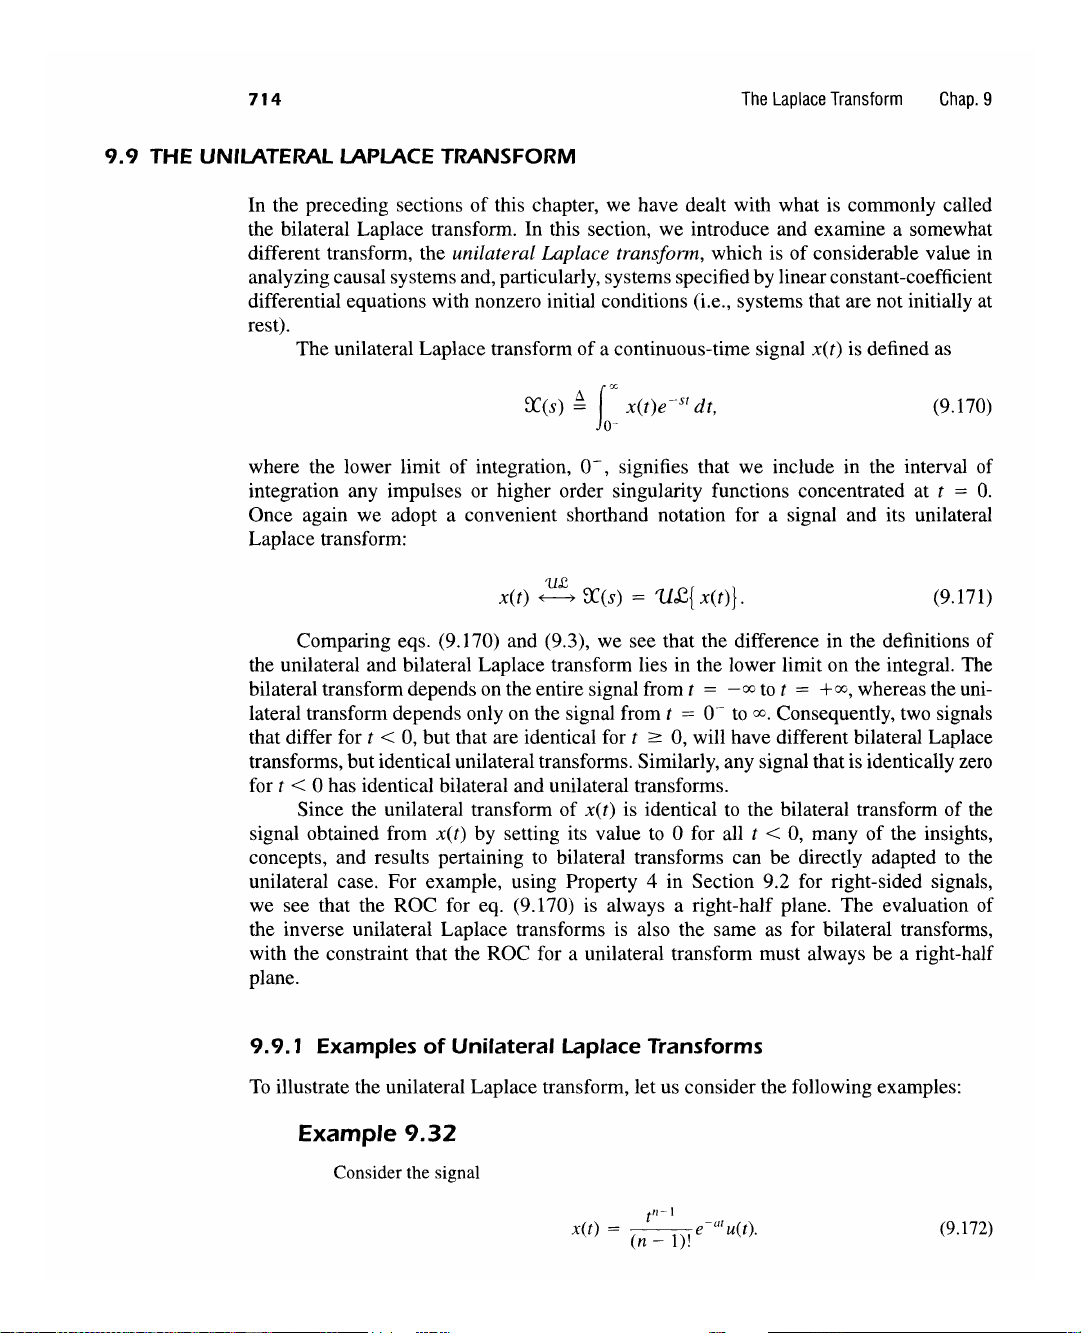 714 The Laplace Transform Chap. 9
9.9 THE UNILATERAL LAPLACE TRANSFORM
In the preceding sections of this chapter, we have dealt with what is commonly called
the bilateral Laplace transform. In this section, we introduce and examine a somewhat
different transform, the unilateral Laplace transform, which is of considerable value in
analyzing causal systems and, particularly, systems specified by linear constant-coefficient
differential equations with nonzero initial conditions (i.e., systems that are not initially at
rest).
The unilateral Laplace transform of a continuous-time signal x(t) is defined as
𝒳(s) ≜ ∫_{0⁻}^{∞} x(t)e^{-st} dt, (9.170)
where the lower limit of integration, 0⁻, signifies that we include in the interval of
integration any impulses or higher order singularity functions concentrated at t = 0.
Once again we adopt a convenient shorthand notation for a signal and its unilateral
Laplace transform:
x(t) ⟷^{𝒰ℒ} 𝒳(s) = 𝒰ℒ{x(t)}. (9.171)
Comparing eqs. (9.170) and (9.3), we see that the difference in the definitions of
the unilateral and bilateral Laplace transform lies in the lower limit on the integral. The
bilateral transform depends on the entire signal from t = −∞ to t = +∞, whereas the uni-
lateral transform depends only on the signal from t = 0⁻ to ∞. Consequently, two signals
that differ for t < 0, but that are identical for t ≥ 0, will have different bilateral Laplace
transforms, but identical unilateral transforms. Similarly, any signal that is identically zero
for t < 0 has identical bilateral and unilateral transforms.
Since the unilateral transform of x(t) is identical to the bilateral transform of the
signal obtained from x(t) by setting its value to 0 for all t < 0, many of the insights,
concepts, and results pertaining to bilateral transforms can be directly adapted to the
unilateral case. For example, using Property 4 in Section 9.2 for right-sided signals,
we see that the ROC for eq. (9.170) is always a right-half plane. The evaluation of
the inverse unilateral Laplace transforms is also the same as for bilateral transforms,
with the constraint that the ROC for a unilateral transform must always be a right-half
plane.
9.9.1 Examples of Unilateral Laplace Transforms
To illustrate the unilateral Laplace transform, let us consider the following examples:
Example 9.32
Consider the signal
x(t) = \frac{t^{n-1}}{(n − 1)!} e^{-at} u(t). (9.172)